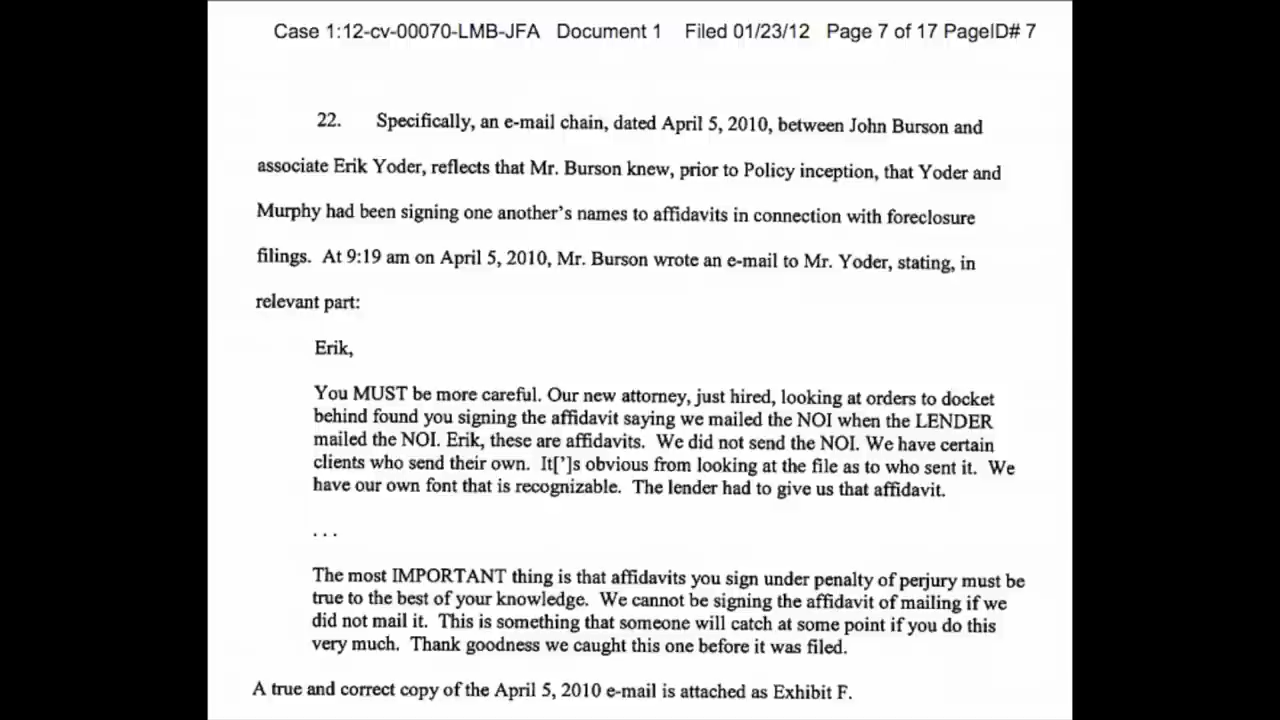 Case 1:12-cv-00070-LMB-JFA Document 1 Filed 01/23/12 Page 7 of 17 PageID# 7
22. Specifically, an e-mail chain, dated April 5, 2010, between John Burson and
associate Erik Yoder, reflects that Mr. Burson knew, prior to Policy inception, that Yoder and
Murphy had been signing one another's names to affidavits in connection with foreclosure
filings. At 9:19 am on April 5, 2010, Mr. Burson wrote an e-mail to Mr. Yoder, stating, in
relevant part:
Erik,
You MUST be more careful. Our new attorney, just hired, looking at orders to docket
behind found you signing the affidavit saying we mailed the NOI when the LENDER
mailed the NOI. Erik, these are affidavits. We did not send the NOI. We have certain
clients who send their own. It[']s obvious from looking at the file as to who sent it. We
have our own font that is recognizable. The lender had to give us that affidavit.
. . .
The most IMPORTANT thing is that affidavits you sign under penalty of perjury must be
true to the best of your knowledge. We cannot be signing the affidavit of mailing if we
did not mail it. This is something that someone will catch at some point if you do this
very much. Thank goodness we caught this one before it was filed.
A true and correct copy of the April 5, 2010 e-mail is attached as Exhibit F.